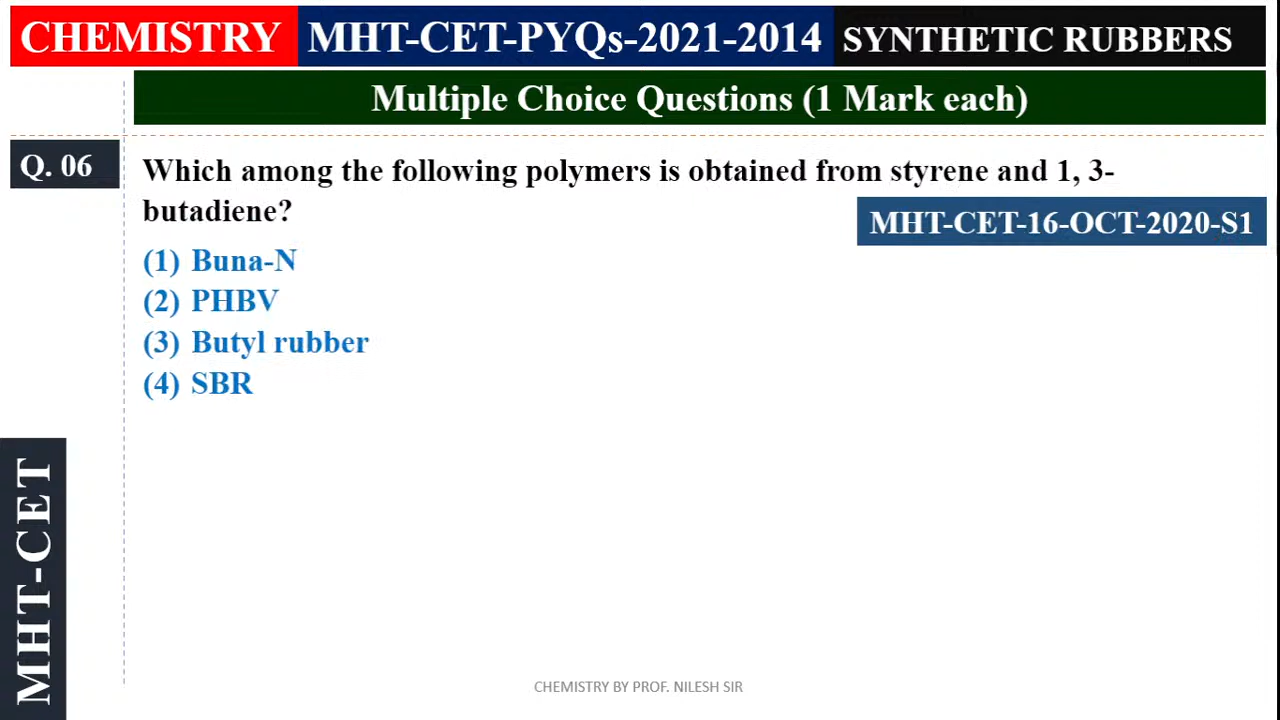 CHEMISTRY MHT-CET-PYQs-2021-2014 SYNTHETIC RUBBERS
Multiple Choice Questions (1 Mark each)
Q. 06 Which among the following polymers is obtained from styrene and 1, 3-
butadiene?
MHT-CET-16-OCT-2020-S1
(1) Buna-N
(2) PHBV
(3) Butyl rubber
(4) SBR
MHT-CET
CHEMISTRY BY PROF. NILESH SIR